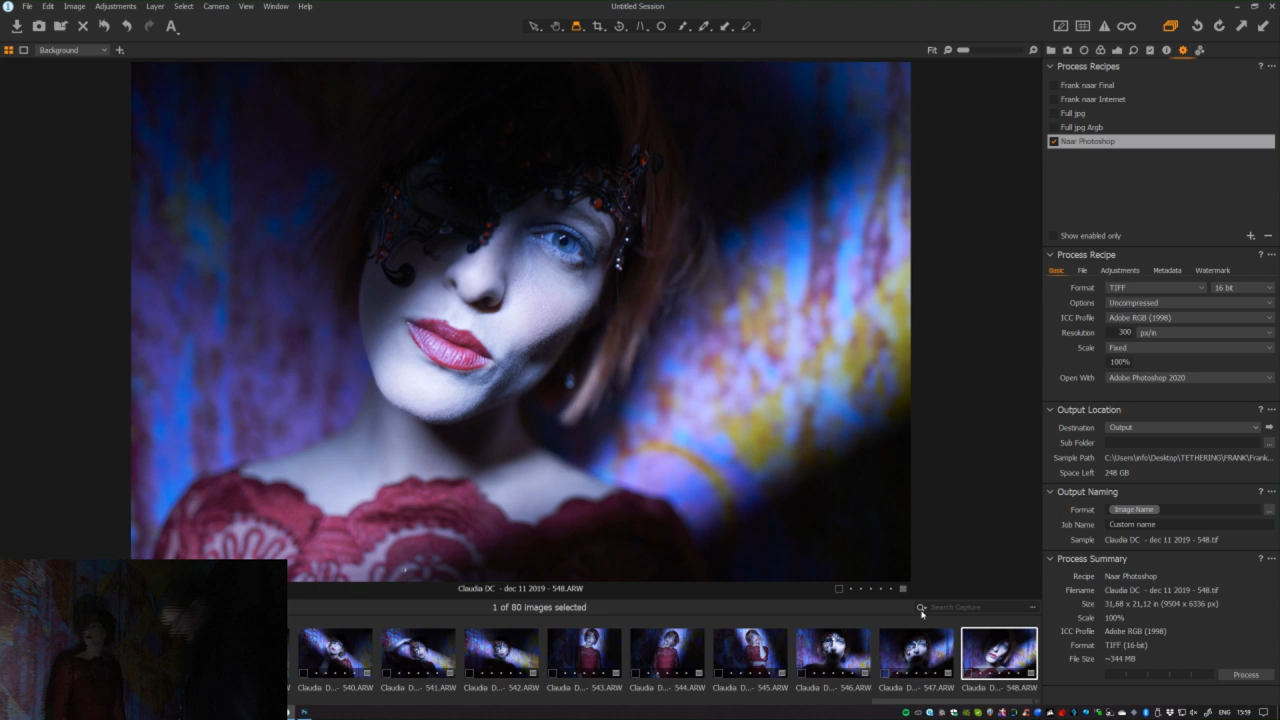 File Edit Image Adjustments Layer Select Camera View Window Help
Untitled Session
Background
Fit
Process Recipes
Frank naar Final
Frank naar Internet
Full jpg
Full jpg Argb
Naar Photoshop
Show enabled only
Process Recipe
Basic File Adjustments Metadata Watermark
Format TIFF 16 bit
Options Uncompressed
ICC Profile Adobe RGB (1998)
Resolution 300 px/in
Scale Fixed
100%
Open With Adobe Photoshop 2020
Output Location
Destination Output
Sub Folder
Sample Path C:\Users\info\Desktop\TETHERING\FRANK\Frank...
Space Left 248 GB
Output Naming
Format Image Name
Job Name Custom name
Sample Claudia DC - dec 11 2019 - 548.tif
Process Summary
Recipe Naar Photoshop
Filename Claudia DC - dec 11 2019 - 548.tif
Size 31,68 x 21,12 in (9504 x 6336 px)
Scale 100%
ICC Profile Adobe RGB (1998)
Format TIFF (16-bit)
File Size ~344 MB
Process
Claudia DC - dec 11 2019 - 548.ARW
1 of 80 images selected
Search Capture
Claudia D...- 540.ARW
Claudia D...- 541.ARW
Claudia D...- 542.ARW
Claudia D...- 543.ARW
Claudia D...- 544.ARW
Claudia D...- 545.ARW
Claudia D...- 546.ARW
Claudia D...- 547.ARW
Claudia D...- 548.ARW
ENG 15:59